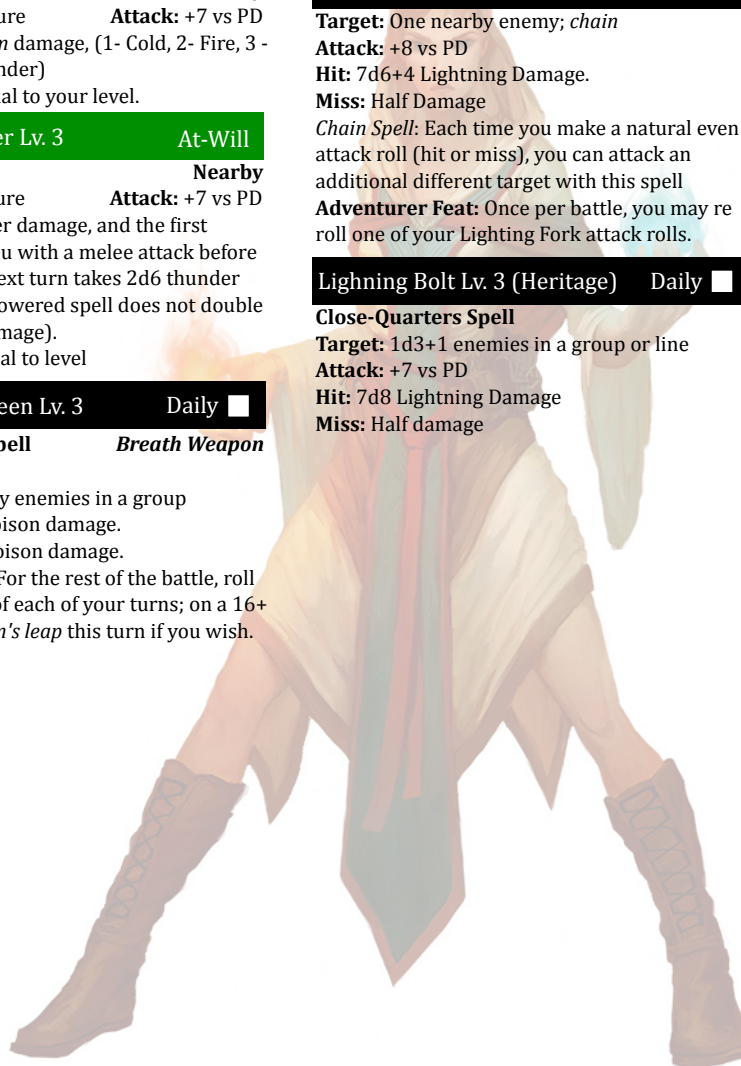 ure Attack: +7 vs PD
m damage, (1- Cold, 2- Fire, 3 -
nder)
al to your level.
er Lv. 3 At-Will
Nearby
ure Attack: +7 vs PD
er damage, and the first
u with a melee attack before
ext turn takes 2d6 thunder
owered spell does not double
mage).
al to level
een Lv. 3 Daily
pell Breath Weapon
y enemies in a group
oison damage.
oison damage.
For the rest of the battle, roll
of each of your turns; on a 16+
n's leap this turn if you wish.
Target: One nearby enemy; chain
Attack: +8 vs PD
Hit: 7d6+4 Lightning Damage.
Miss: Half Damage
Chain Spell: Each time you make a natural even
attack roll (hit or miss), you can attack an
additional different target with this spell
Adventurer Feat: Once per battle, you may re
roll one of your Lighting Fork attack rolls.
Lighning Bolt Lv. 3 (Heritage) Daily
Close-Quarters Spell
Target: 1d3+1 enemies in a group or line
Attack: +7 vs PD
Hit: 7d8 Lightning Damage
Miss: Half damage